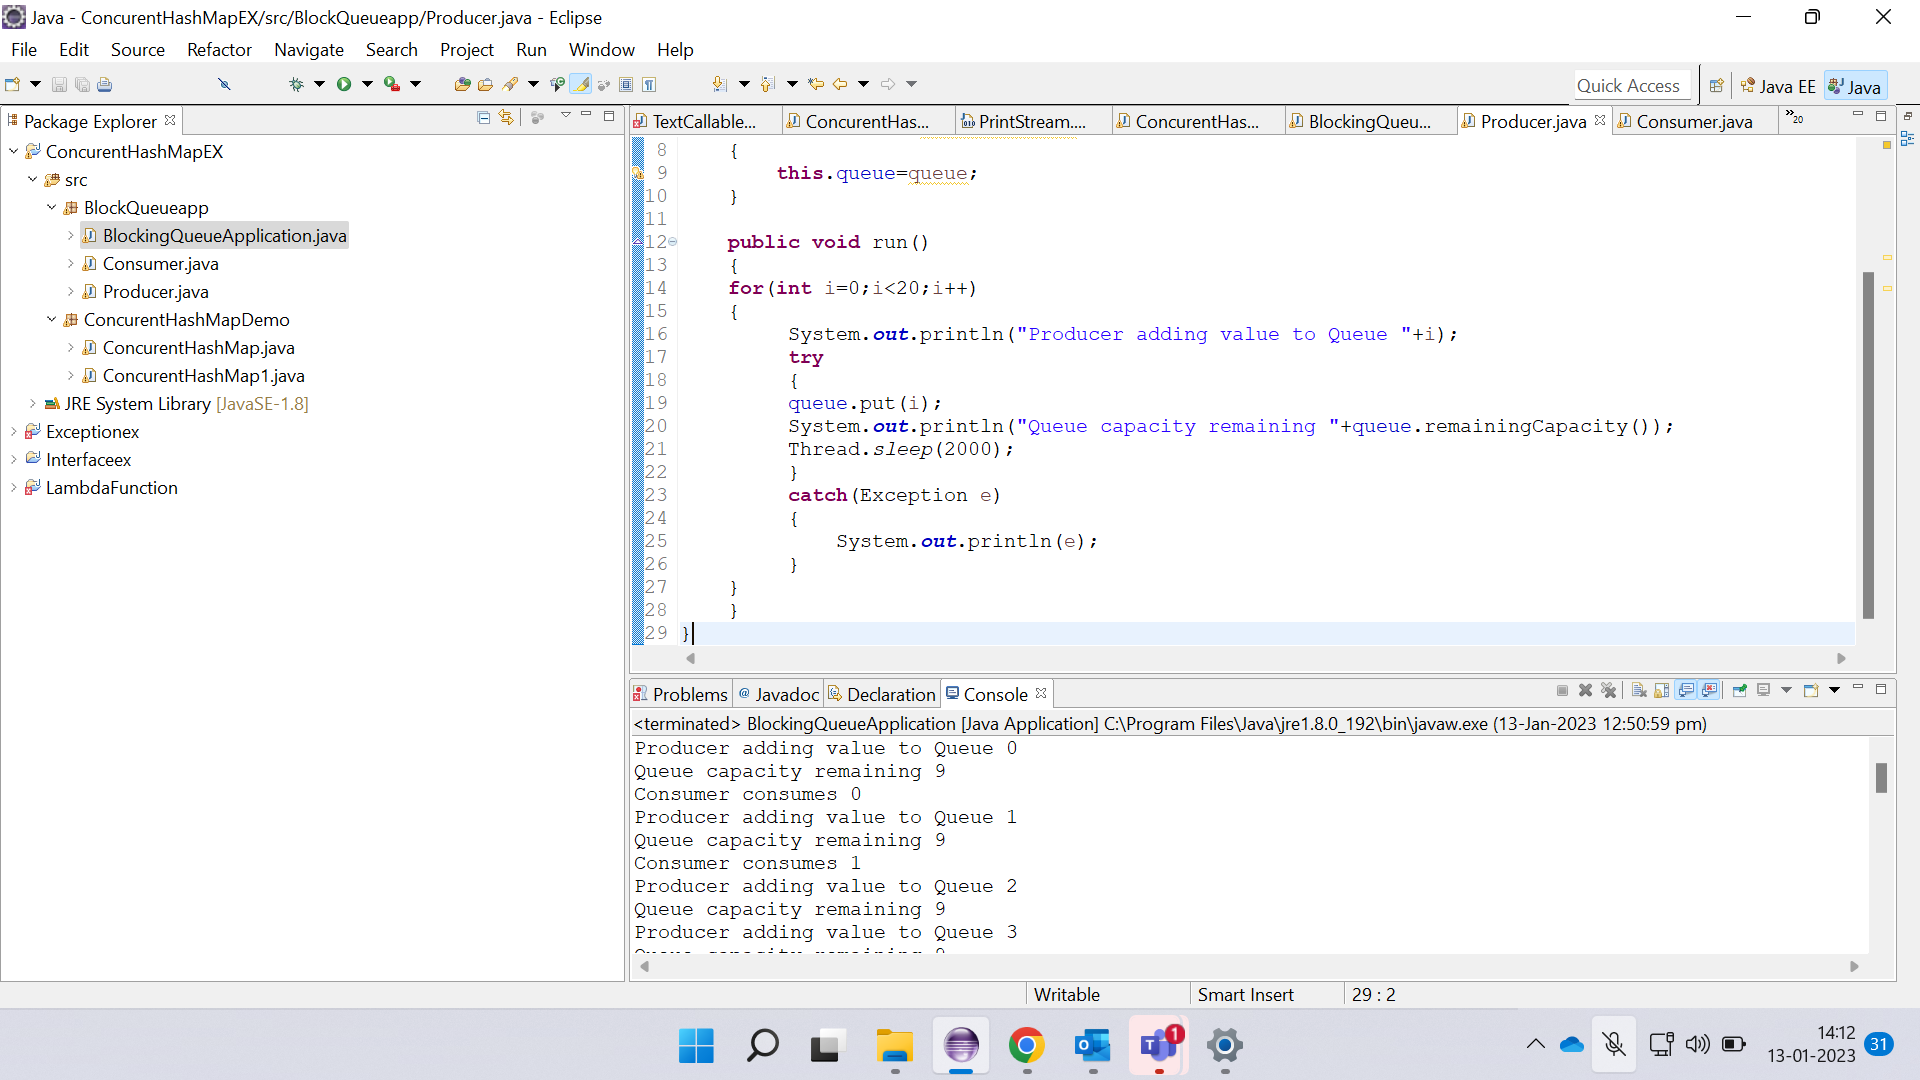 Java - ConcurentHashMapEX/src/BlockQueueapp/Producer.java - Eclipse
File Edit Source Refactor Navigate Search Project Run Window Help
Quick Access Java EE Java
Package Explorer
ConcurentHashMapEX
src
BlockQueueapp
BlockingQueueApplication.java
Consumer.java
Producer.java
ConcurentHashMapDemo
ConcurentHashMap.java
ConcurentHashMap1.java
JRE System Library [JavaSE-1.8]
Exceptionex
Interfaceex
LambdaFunction
TextCallable... ConcurentHas... PrintStream.... ConcurentHas... BlockingQueu... Producer.java Consumer.java »20
8 {
9 this.queue=queue;
10 }
11
12 public void run()
13 {
14 for(int i=0;i<20;i++)
15 {
16 System.out.println("Producer adding value to Queue "+i);
17 try
18 {
19 queue.put(i);
20 System.out.println("Queue capacity remaining "+queue.remainingCapacity());
21 Thread.sleep(2000);
22 }
23 catch(Exception e)
24 {
25 System.out.println(e);
26 }
27 }
28 }
29 }
Problems @ Javadoc Declaration Console
<terminated> BlockingQueueApplication [Java Application] C:\Program Files\Java\jre1.8.0_192\bin\javaw.exe (13-Jan-2023 12:50:59 pm)
Producer adding value to Queue 0
Queue capacity remaining 9
Consumer consumes 0
Producer adding value to Queue 1
Queue capacity remaining 9
Consumer consumes 1
Producer adding value to Queue 2
Queue capacity remaining 9
Producer adding value to Queue 3
Queue capacity remaining 9
Writable Smart Insert 29 : 2
1
14:12
13-01-2023
31